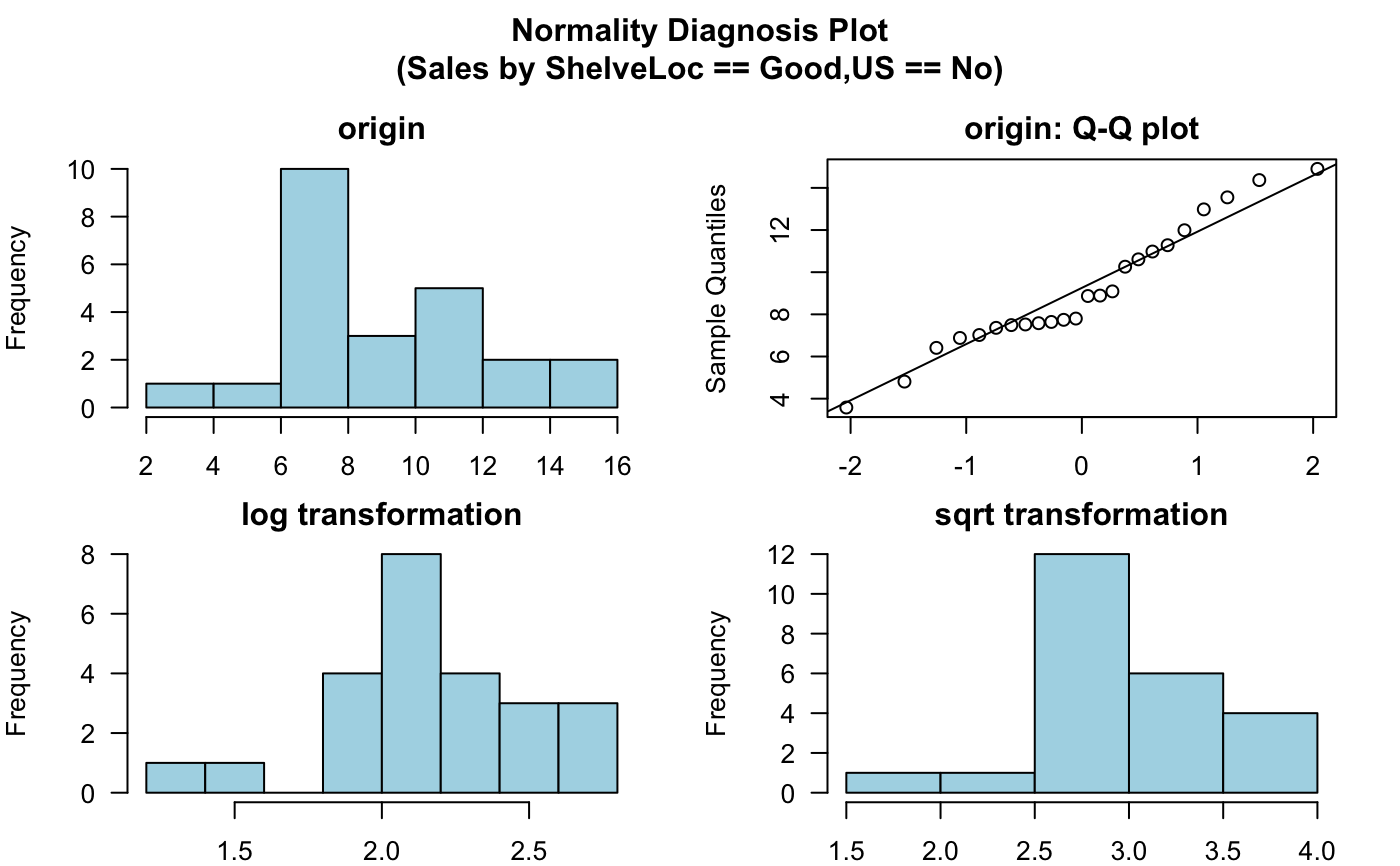 Normality Diagnosis Plot
(Sales by ShelveLoc == Good,US == No)
origin
Frequency
10
8
6
4
2
0
2 4 6 8 10 12 14 16
origin: Q-Q plot
Sample Quantiles
12
8
6
4
-2 -1 0 1 2
log transformation
Frequency
8
6
4
2
0
1.5 2.0 2.5
sqrt transformation
Frequency
12
10
8
6
4
2
0
1.5 2.0 2.5 3.0 3.5 4.0